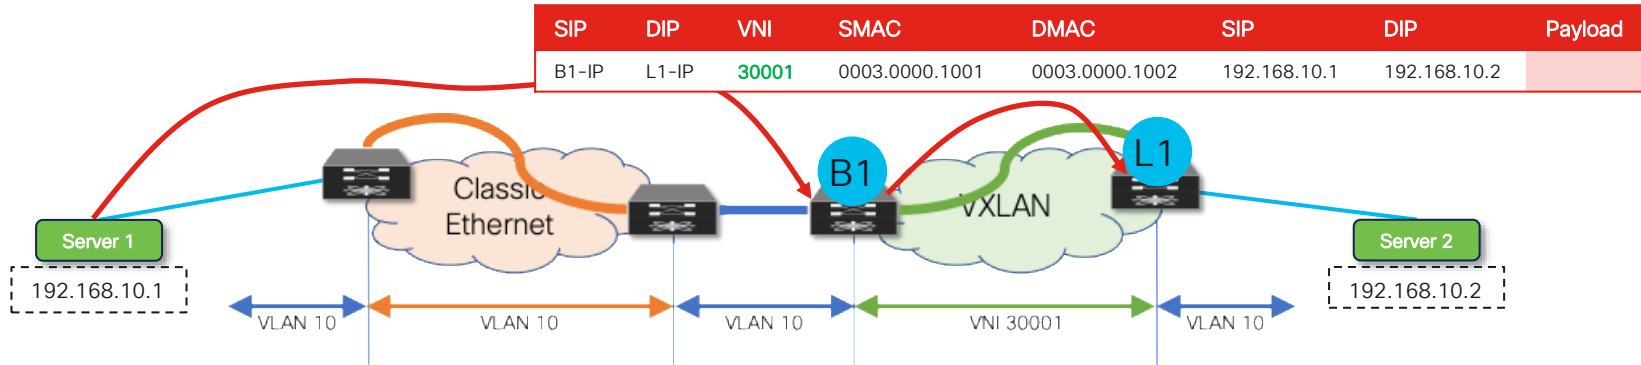 SIP DIP VNI SMAC DMAC SIP DIP Payload
B1-IP L1-IP 30001 0003.0000.1001 0003.0000.1002 192.168.10.1 192.168.10.2
B1
L1
Classic
Ethernet
VXLAN
Server 1
192.168.10.1
Server 2
192.168.10.2
VLAN 10
VLAN 10
VLAN 10
VNI 30001
VLAN 10